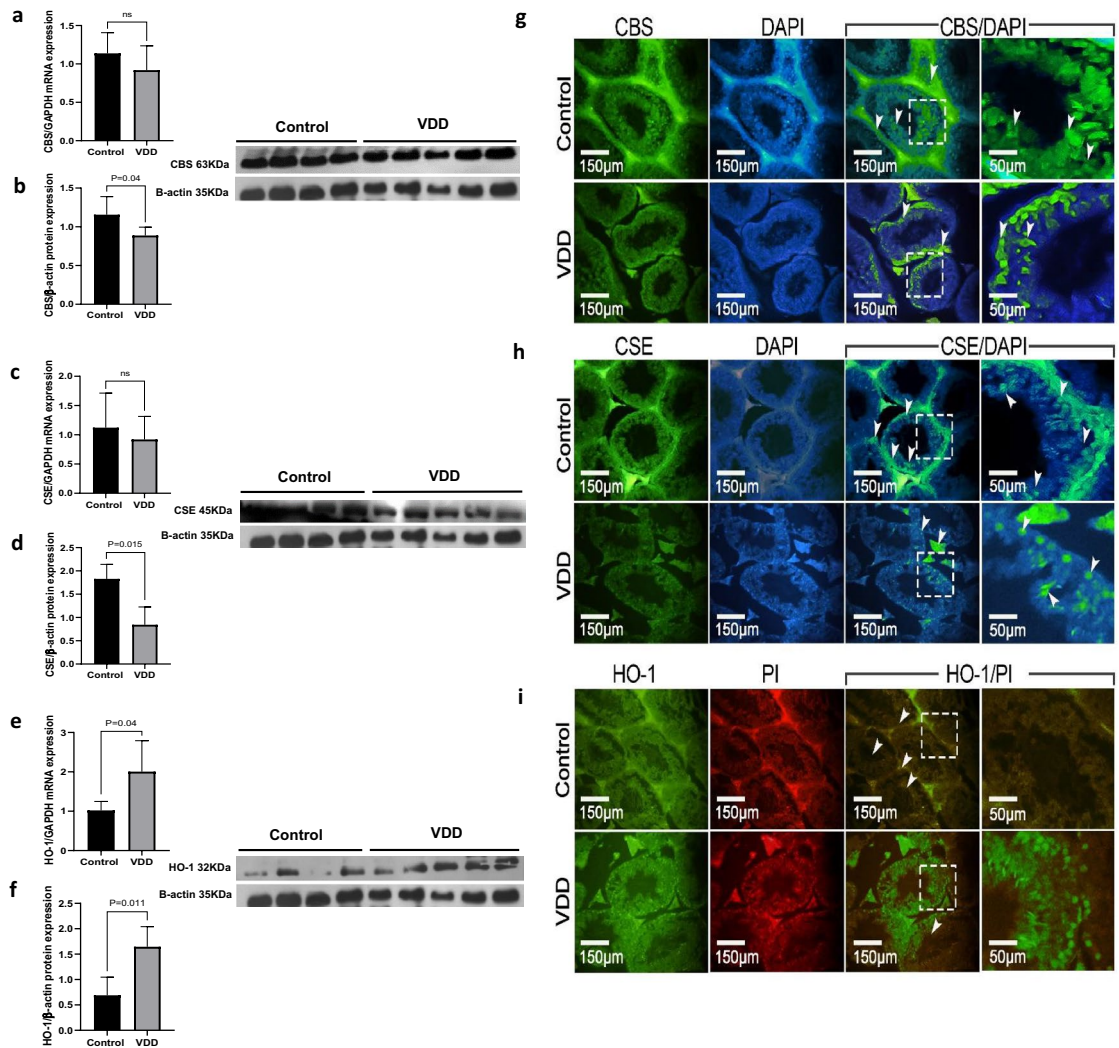 a
ns
CBS/GAPDH mRNA expression
1.5
1.0
0.5
0.0
Control VDD
Control VDD
CBS 63KDa
B-actin 35KDa
b
P=0.04
CBS/β-actin protein expression
1.5
1.0
0.5
0.0
Control VDD
c
ns
CSE/GAPDH mRNA expression
2.0
1.5
1.0
0.5
0.0
Control VDD
Control VDD
CSE 45KDa
B-actin 35KDa
d
P=0.015
CSE/β-actin protein expression
2.5
2.0
1.5
1.0
0.5
0.0
Control VDD
e
P=0.04
HO-1/GAPDH mRNA expression
3
2
1
0
Control VDD
Control VDD
HO-1 32KDa
B-actin 35KDa
f
P=0.011
HO-1/β-actin protein expression
2.5
2.0
1.5
1.0
0.5
0.0
Control VDD
g
CBS DAPI CBS/DAPI
Control
150µm 150µm 150µm 50µm
VDD
150µm 150µm 150µm 50µm
h
CSE DAPI CSE/DAPI
Control
150µm 150µm 150µm 50µm
VDD
150µm 150µm 150µm 50µm
i
HO-1 PI HO-1/PI
Control
150µm 150µm 150µm 50µm
VDD
150µm 150µm 150µm 50µm